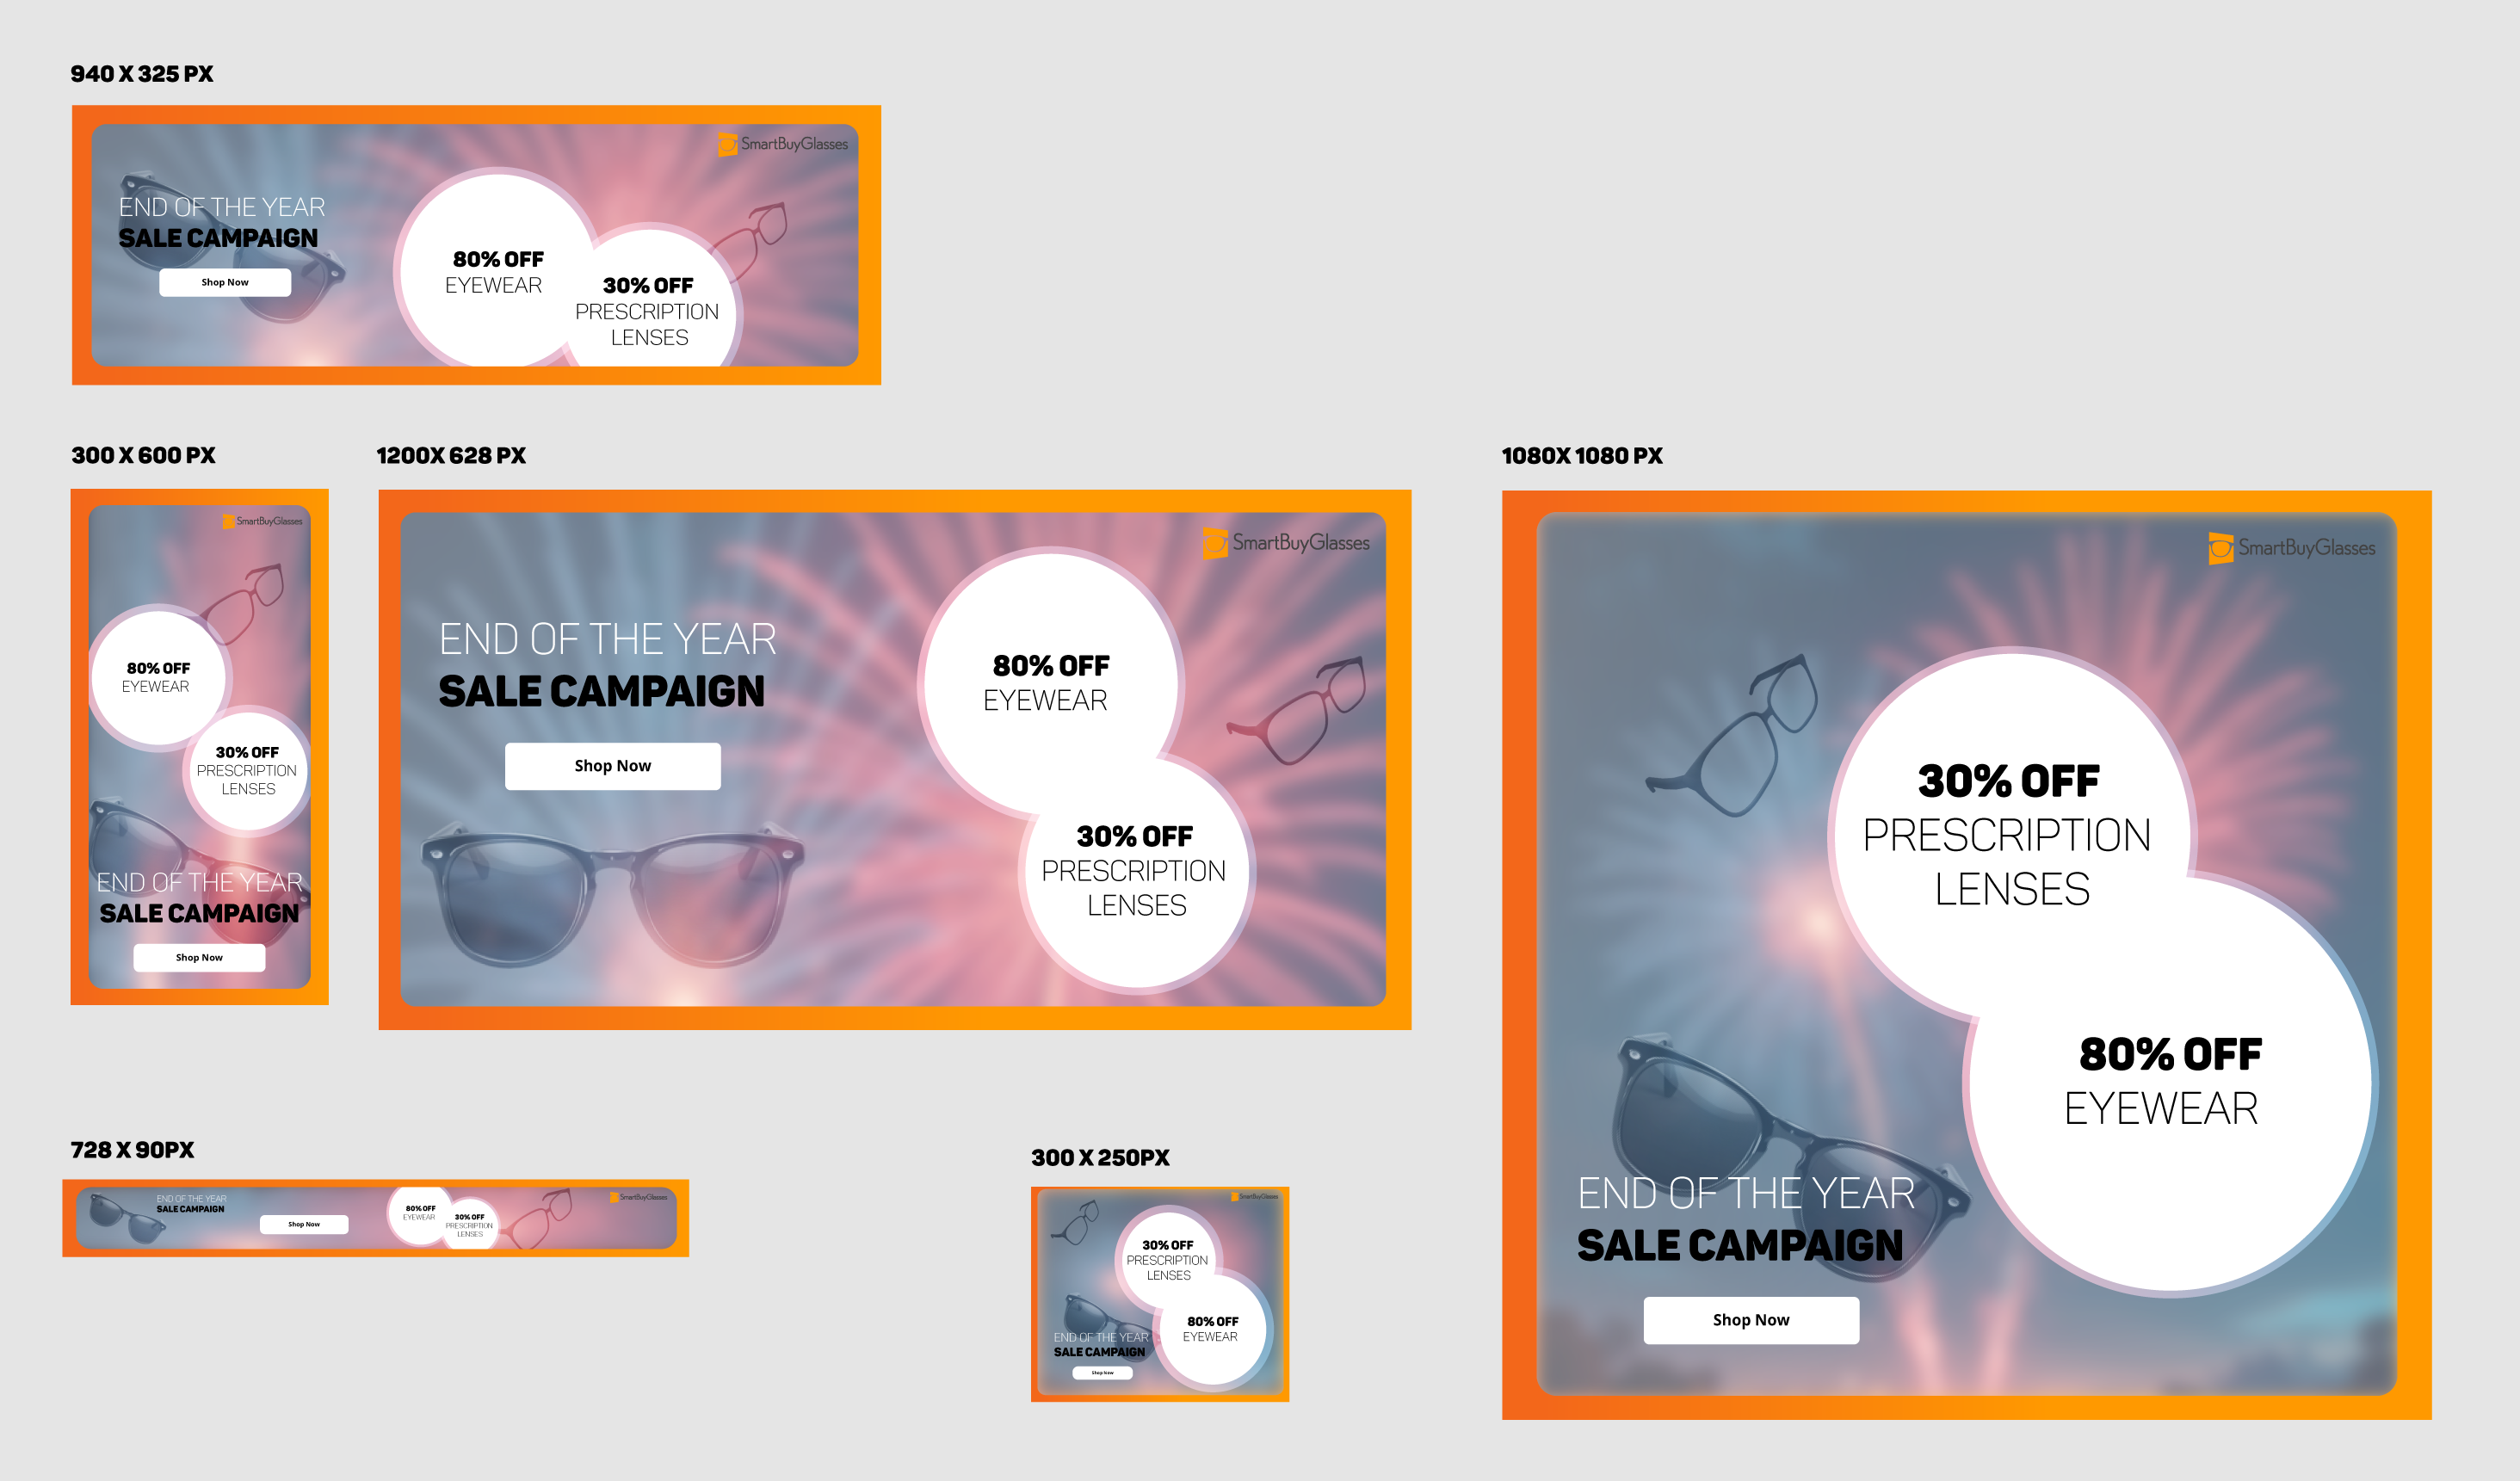 940 X 325 PX
SmartBuyGlasses
END OF THE YEAR
SALE CAMPAIGN
Shop Now
80% OFF
EYEWEAR
30% OFF
PRESCRIPTION
LENSES
300 X 600 PX
SmartBuyGlasses
80% OFF
EYEWEAR
30% OFF
PRESCRIPTION
LENSES
END OF THE YEAR
SALE CAMPAIGN
Shop Now
1200X 628 PX
SmartBuyGlasses
END OF THE YEAR
SALE CAMPAIGN
Shop Now
80% OFF
EYEWEAR
30% OFF
PRESCRIPTION
LENSES
1080X 1080 PX
SmartBuyGlasses
30% OFF
PRESCRIPTION
LENSES
80% OFF
EYEWEAR
END OF THE YEAR
SALE CAMPAIGN
Shop Now
728 X 90PX
END OF THE YEAR
SALE CAMPAIGN
Shop Now
80% OFF
EYEWEAR
30% OFF
PRESCRIPTION
LENSES
SmartBuyGlasses
300 X 250PX
SmartBuyGlasses
30% OFF
PRESCRIPTION
LENSES
80% OFF
EYEWEAR
END OF THE YEAR
SALE CAMPAIGN
Shop Now